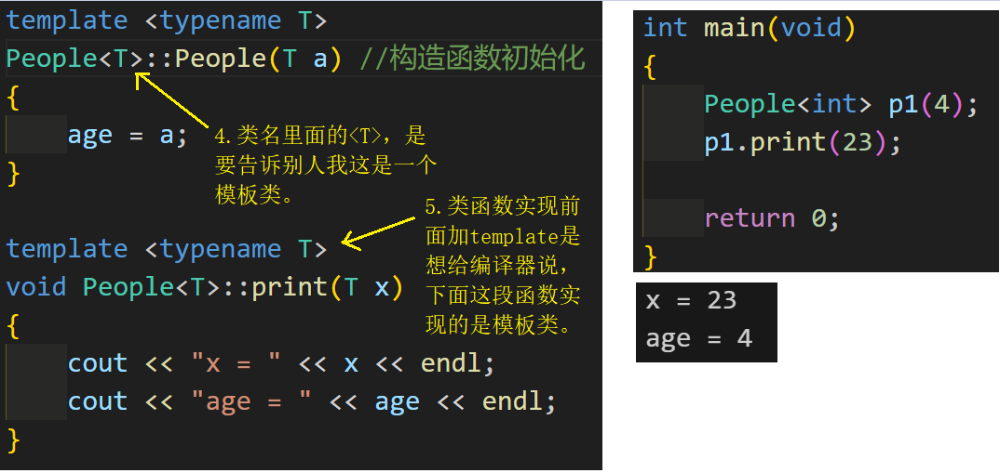 template <typename T>
People<T>::People(T a) //构造函数初始化
{
age = a;
}
4.类名里面的<T>，是
要告诉别人我这是一个
模板类。
5.类函数实现前
面加template是
想给编译器说，
下面这段函数实
现的是模板类。
template <typename T>
void People<T>::print(T x)
{
cout << "x = " << x << endl;
cout << "age = " << age << endl;
}
int main(void)
{
People<int> p1(4);
p1.print(23);
return 0;
}
x = 23
age = 4